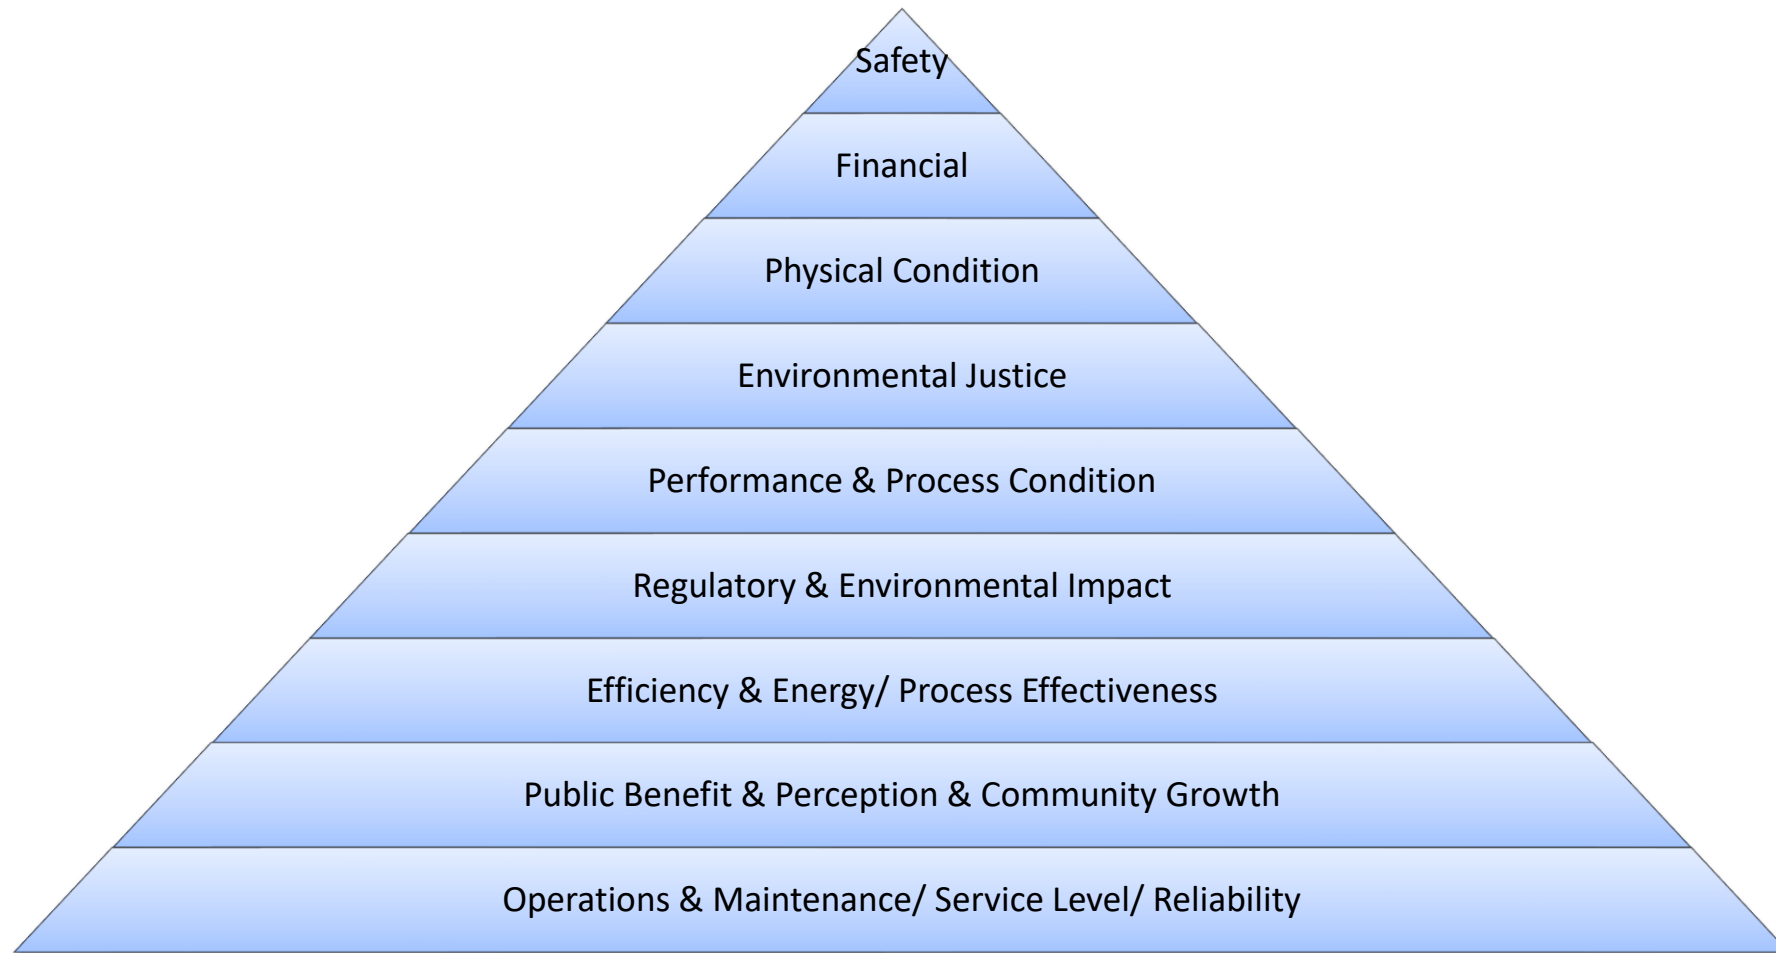 Safety
Financial
Physical Condition
Environmental Justice
Performance & Process Condition
Regulatory & Environmental Impact
Efficiency & Energy/ Process Effectiveness
Public Benefit & Perception & Community Growth
Operations & Maintenance/ Service Level/ Reliability